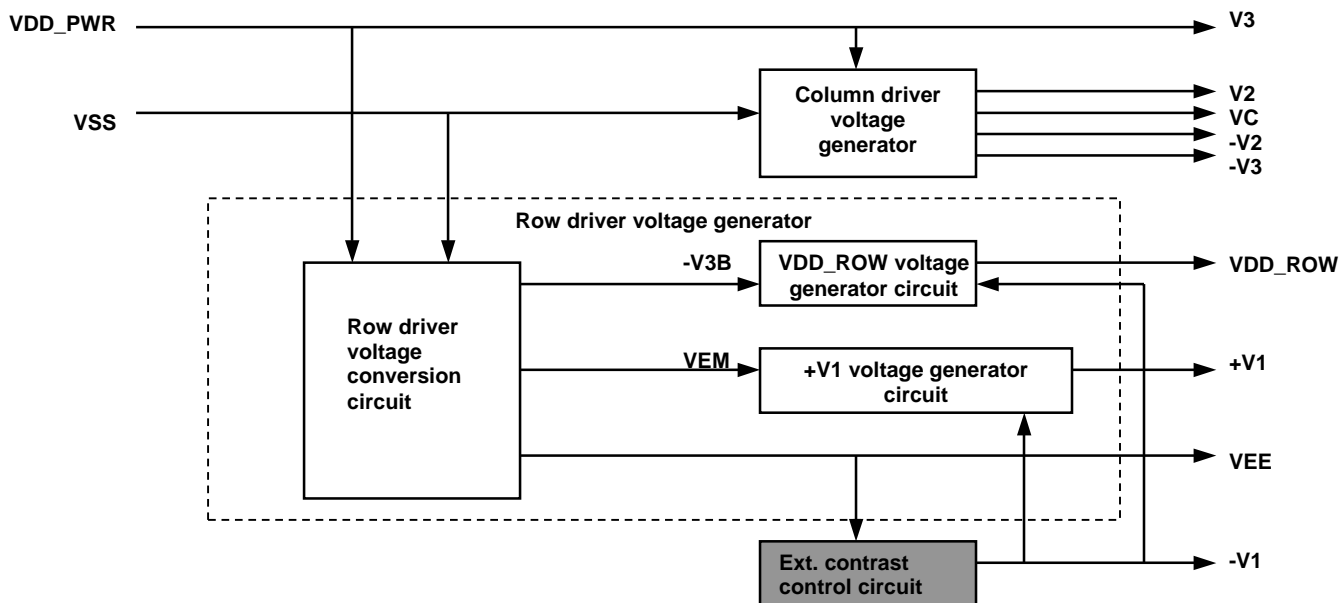 VDD_PWR
V3
VSS
Column driver
voltage
generator
V2
VC
-V2
-V3
Row driver voltage generator
-V3B
VDD_ROW voltage
generator circuit
VDD_ROW
Row driver
voltage
conversion
circuit
VEM
+V1 voltage generator
circuit
+V1
VEE
Ext. contrast
control circuit
-V1